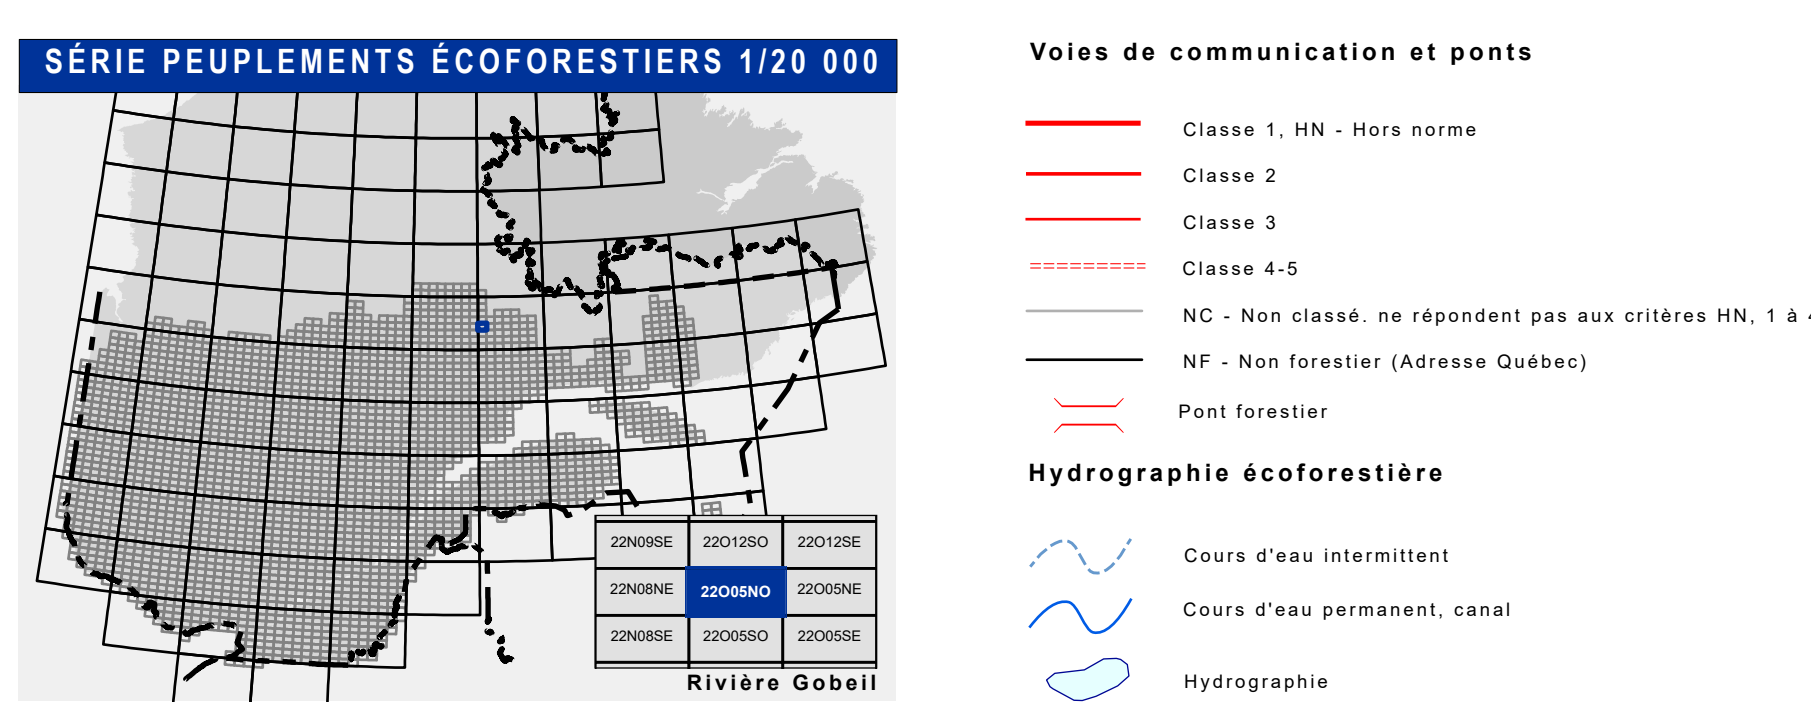 SÉRIE PEUPLEMENTS ÉCOFORESTIERS 1/20 000
22N09SE 22O12SO 22O12SE
22N08NE 22O05NO 22O05NE
22N08SE 22O05SO 22O05SE
Rivière Gobeil
Voies de communication et ponts
Classe 1, HN - Hors norme
Classe 2
Classe 3
Classe 4-5
NC - Non classé. ne répondent pas aux critères HN, 1 à
NF - Non forestier (Adresse Québec)
Pont forestier
Hydrographie écoforestière
Cours d'eau intermittent
Cours d'eau permanent, canal
Hydrographie